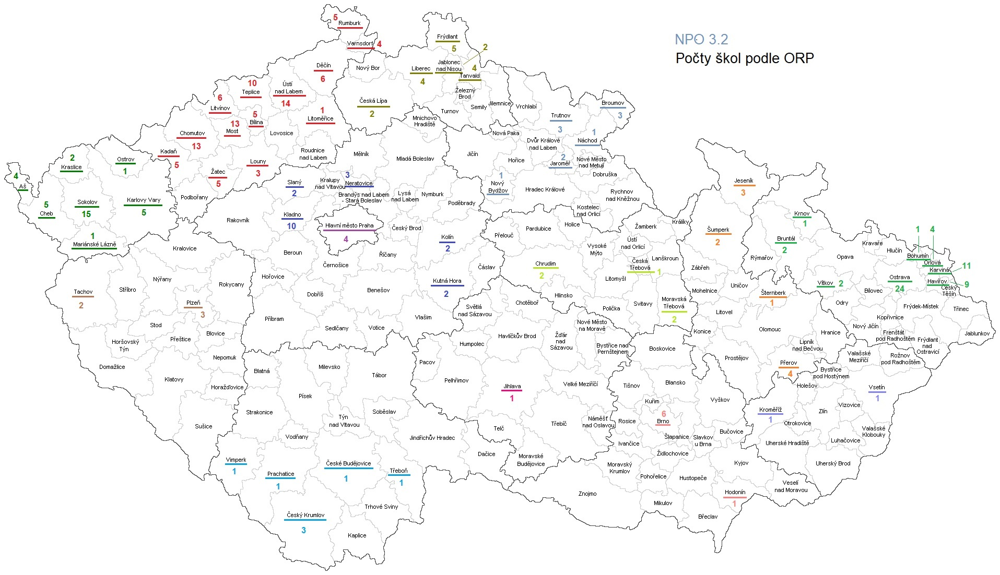 NPO 3.2
Počty škol podle ORP
5
Rumburk
Varnsdorf 4
Děčín
6
10
Teplice
Ústí
nad Labem
14
6
Litvínov
5
Bílina
1
Litoměřice
13
Most
Lovosice
Chomutov
13
Roudnice
nad Labem
Kadaň
5
Louny
3
Žatec
5
Podbořany
Frýdlant
5
2
Nový Bor
Liberec
4
Jablonec
nad Nisou
4
Tanvald
Česká Lípa
2
Železný
Brod
Turnov
Semily
Jilemnice
2
Kraslice
Ostrov
1
4
Aš
5
Cheb
Sokolov
15
Karlovy Vary
5
1
Mariánské Lázně
Vrchlabí
Trutnov
3
Broumov
3
1
Náchod
Nová Paka
Dvůr Králové
nad Labem
Jičín
Hořice
2
Jaroměř
Nové Město
nad Metují
Dobruška
1
Nový
Bydžov
Hradec Králové
Rychnov
nad Kněžnou
Kostelec
nad Orlicí
Mnichovo
Hradiště
Mělník
Mladá Boleslav
Slaný
2
Kralupy
nad Vltavou
3
Neratovice
Brandýs nad Labem
- Stará Boleslav
Lysá
nad Labem
Nymburk
Poděbrady
Rakovník
Kladno
10
Hlavní město Praha
4
Český Brod
Kolín
2
Beroun
Říčany
Černošice
Čáslav
Hořovice
Kutná Hora
2
Dobříš
Benešov
Příbram
Vlašim
Sedlčany
Votice
Kralovice
Tachov
2
Stříbro
Nýřany
Rokycany
Plzeň
3
Stod
Blovice
Přeštice
Horšovský
Týn
Nepomuk
Domažlice
Klatovy
Horažďovice
Sušice
Přelouč
Pardubice
Holice
Žamberk
Králíky
Vysoké
Mýto
Ústí
nad Orlicí
Chrudim
2
Česká
Třebová 1
Lanškroun
Litomyšl
Hlinsko
Polička
Svitavy
Moravská
Třebová
2
Jeseník
3
Šumperk
2
Zábřeh
Mohelnice
Uničov
Šternberk
1
Litovel
Konice
Olomouc
Hranice
Lipník
nad Bečvou
Prostějov
Přerov
4
Krnov
1
Bruntál
2
Rýmařov
Opava
Kravaře
Hlučín
1
4
Bohumín
Orlová
Karviná 11
Ostrava
24
Havířov 9
Český
Těšín
Vítkov 2
Bílovec
Odry
Frýdek-Místek
Třinec
Kopřivnice
Nový Jičín
Frenštát
pod Radhoštěm
Frýdlant
nad
Ostravicí
Jablunkov
Světlá
nad Sázavou
Chotěboř
Nové Město
na Moravě
Havlíčkův Brod
Žďár
nad
Sázavou
Humpolec
Bystřice nad
Pernštejnem
Pacov
Pelhřimov
Jihlava
1
Velké Meziříčí
Třebíč
Náměšť
nad Oslavou
Telč
Moravské
Budějovice
Blatná
Milevsko
Tábor
Písek
Strakonice
Soběslav
Týn
nad Vltavou
Vodňany
Jindřichův Hradec
Dačice
Vimperk
1
Prachatice
1
České Budějovice
1
Třeboň
1
Trhové Sviny
Český Krumlov
3
Kaplice
Boskovice
Tišnov
Blansko
Kuřim
Vyškov
6
Brno
Rosice
Šlapanice
Slavkov
u Brna
Bučovice
Ivančice
Židlochovice
Moravský
Krumlov
Pohořelice
Hustopeče
Kyjov
Znojmo
Mikulov
Hodonín
1
Břeclav
Veselí
nad Moravou
Valašské
Meziříčí
Rožnov
pod Radhoštěm
Bystřice
pod Hostýnem
Holešov
Vsetín
1
Kroměříž
1
Zlín
Vizovice
Otrokovice
Valašské
Klobouky
Uherské Hradiště
Luhačovice
Uherský Brod